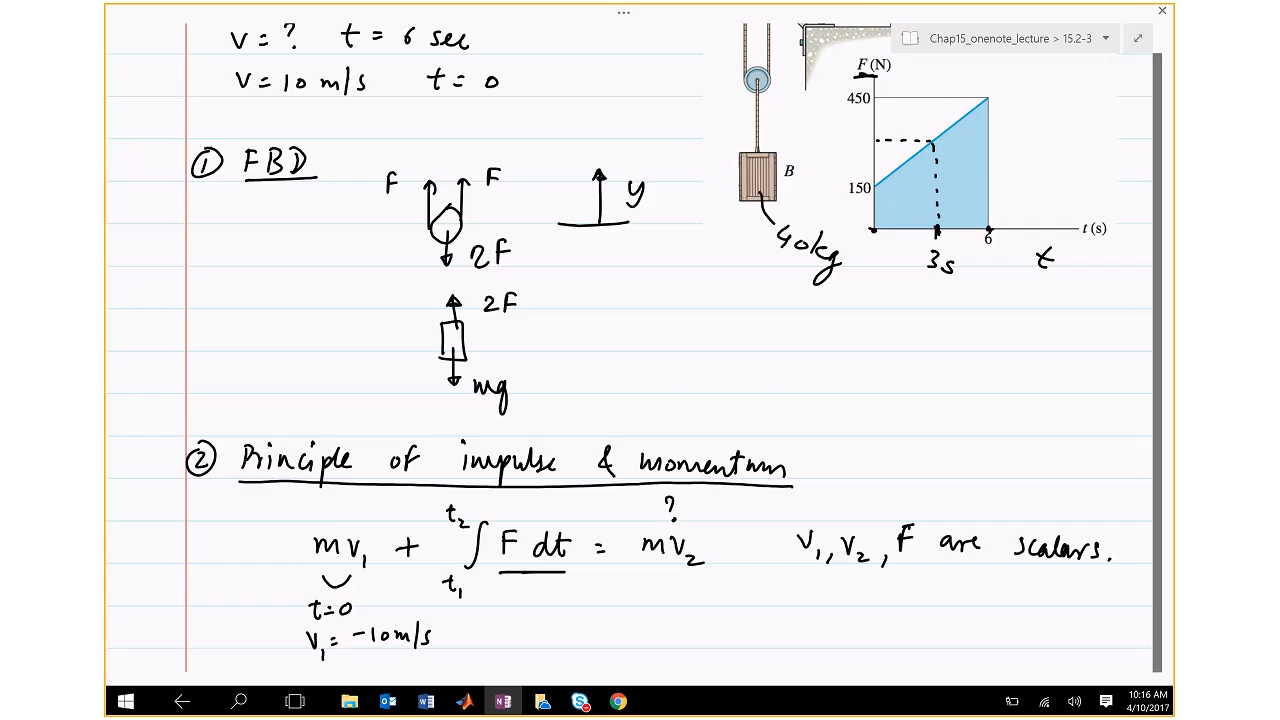 ...
v = ? t = 6 sec
v = 10 m/s t = 0
Chap15_onenote_lecture > 15.2-3
F (N)
450
150
t (s)
6
3s
t
B
40kg
① FBD
F F
y
2F
2F
mg
② Principle of impulse & momentum
?
t₂
mv₁ + ∫ F dt = mv₂ v₁, v₂, F are scalars.
t₁
t=0
v₁ = -10m/s
10:16 AM
4/10/2017